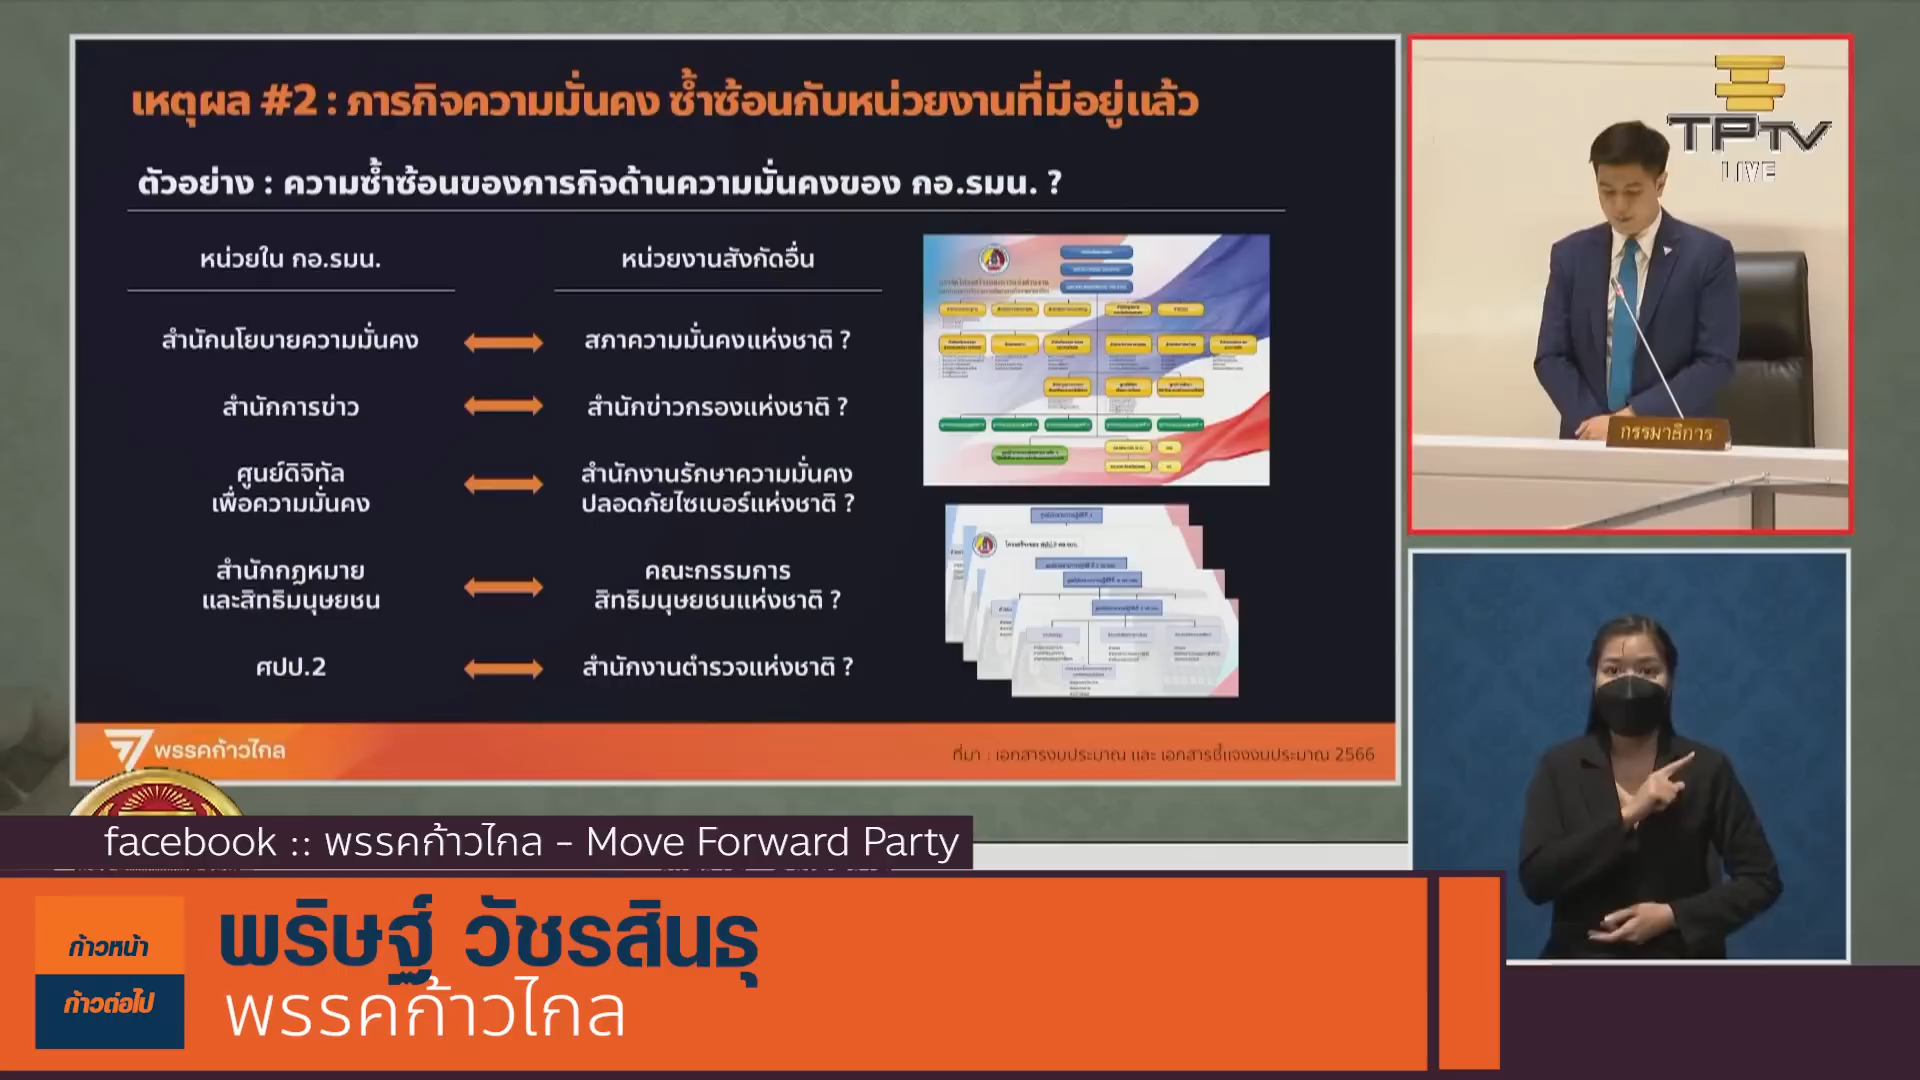 เหตุผล #2 : ภารกิจความมั่นคง ซ้ำซ้อนกับหน่วยงานที่มีอยู่แล้ว
ตัวอย่าง : ความซ้ำซ้อนของภารกิจด้านความมั่นคงของ กอ.รมน. ?
หน่วยใน กอ.รมน.
หน่วยงานสังกัดอื่น
สำนักนโยบายความมั่นคง
สภาความมั่นคงแห่งชาติ ?
สำนักการข่าว
สำนักข่าวกรองแห่งชาติ ?
ศูนย์ดิจิทัล
เพื่อความมั่นคง
สำนักงานรักษาความมั่นคง
ปลอดภัยไซเบอร์แห่งชาติ ?
สำนักกฎหมาย
และสิทธิมนุษยชน
คณะกรรมการ
สิทธิมนุษยชนแห่งชาติ ?
ศปป.2
สำนักงานตำรวจแห่งชาติ ?
พรรคก้าวไกล
ที่มา : เอกสารงบประมาณ และ เอกสารชี้แจงงบประมาณ 2566
TPTV
LIVE
กรรมาธิการ
facebook :: พรรคก้าวไกล - Move Forward Party
ก้าวหน้า
ก้าวต่อไป
พริษฐ์ วัชรสินธุ
พรรคก้าวไกล